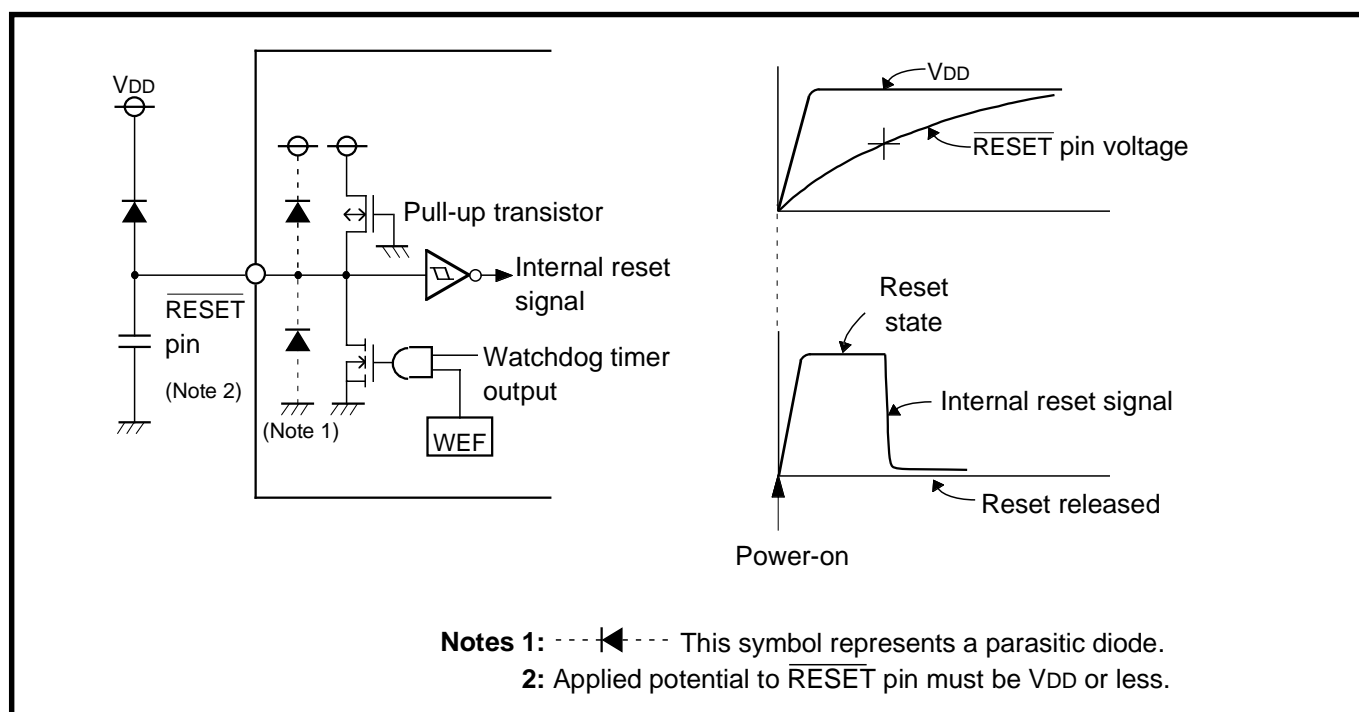 VDD
RESET
pin
(Note 2)
(Note 1)
Pull-up transistor
Internal reset
signal
Watchdog timer
output
WEF
VDD
RESET pin voltage
Reset
state
Internal reset signal
Reset released
Power-on
Notes 1: This symbol represents a parasitic diode.
2: Applied potential to RESET pin must be VDD or less.